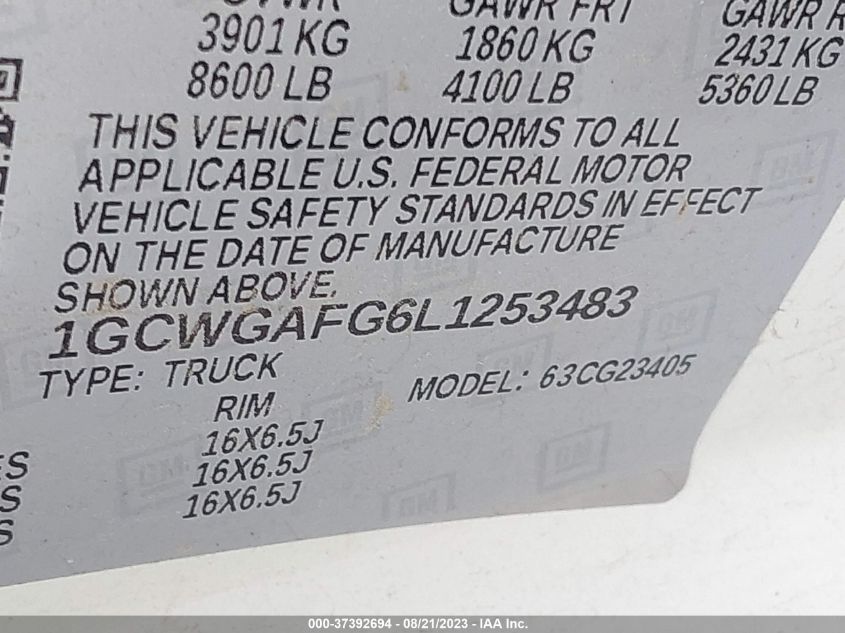 GVWR GAWR FRT GAWR R
3901 KG 1860 KG 2431 KG
8600 LB 4100 LB 5360 LB
THIS VEHICLE CONFORMS TO ALL
APPLICABLE U.S. FEDERAL MOTOR
VEHICLE SAFETY STANDARDS IN EFFECT
ON THE DATE OF MANUFACTURE
SHOWN ABOVE.
1GCWGAFG6L1253483
TYPE: TRUCK MODEL: 63CG23405
RIM
ES 16X6.5J
S 16X6.5J
S 16X6.5J
000-37392694 - 08/21/2023 - IAA Inc.